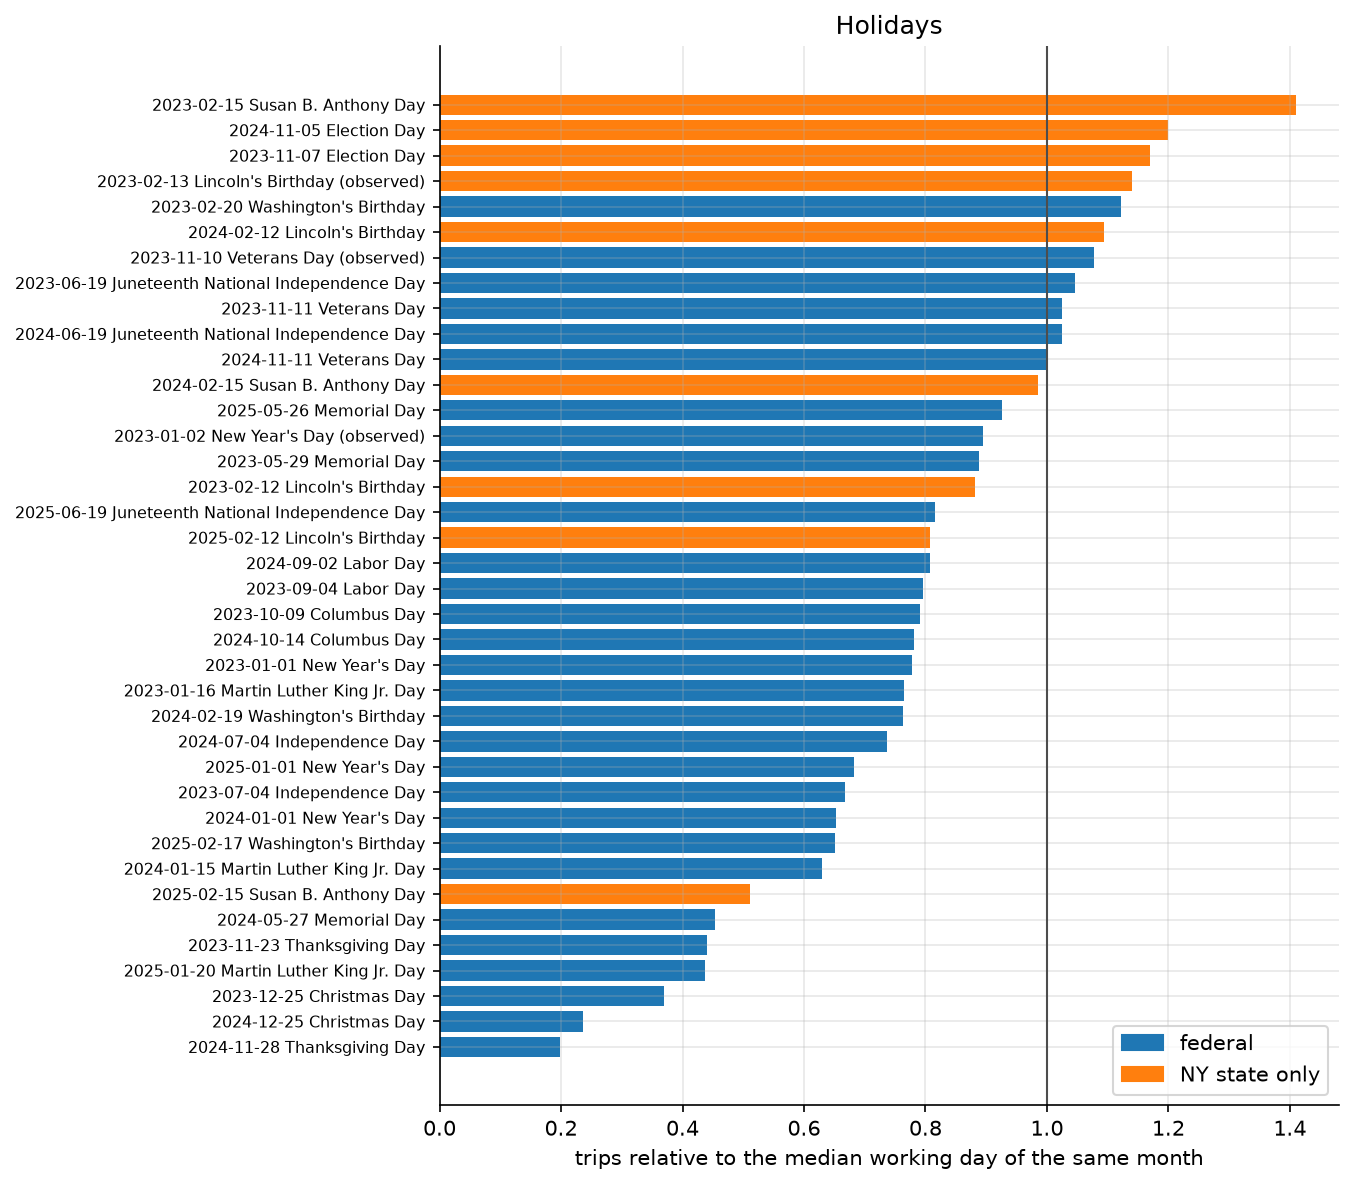 Holidays
2023-02-15 Susan B. Anthony Day
2024-11-05 Election Day
2023-11-07 Election Day
2023-02-13 Lincoln's Birthday (observed)
2023-02-20 Washington's Birthday
2024-02-12 Lincoln's Birthday
2023-11-10 Veterans Day (observed)
2023-06-19 Juneteenth National Independence Day
2023-11-11 Veterans Day
2024-06-19 Juneteenth National Independence Day
2024-11-11 Veterans Day
2024-02-15 Susan B. Anthony Day
2025-05-26 Memorial Day
2023-01-02 New Year's Day (observed)
2023-05-29 Memorial Day
2023-02-12 Lincoln's Birthday
2025-06-19 Juneteenth National Independence Day
2025-02-12 Lincoln's Birthday
2024-09-02 Labor Day
2023-09-04 Labor Day
2023-10-09 Columbus Day
2024-10-14 Columbus Day
2023-01-01 New Year's Day
2023-01-16 Martin Luther King Jr. Day
2024-02-19 Washington's Birthday
2024-07-04 Independence Day
2025-01-01 New Year's Day
2023-07-04 Independence Day
2024-01-01 New Year's Day
2025-02-17 Washington's Birthday
2024-01-15 Martin Luther King Jr. Day
2025-02-15 Susan B. Anthony Day
2024-05-27 Memorial Day
2023-11-23 Thanksgiving Day
2025-01-20 Martin Luther King Jr. Day
2023-12-25 Christmas Day
2024-12-25 Christmas Day
2024-11-28 Thanksgiving Day
federal
NY state only
0.0 0.2 0.4 0.6 0.8 1.0 1.2 1.4
trips relative to the median working day of the same month